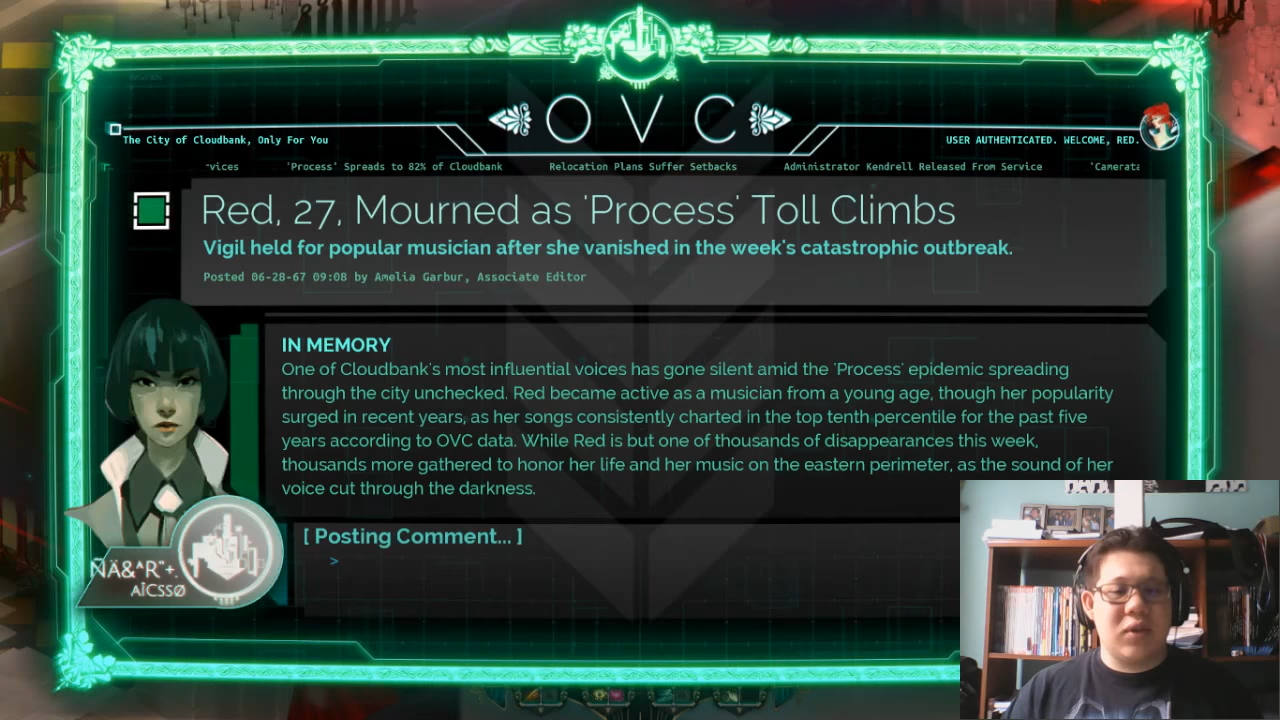 OVC
The City of Cloudbank, Only For You
USER AUTHENTICATED. WELCOME, RED.
'Process' Spreads to 82% of Cloudbank Relocation Plans Suffer Setbacks Administrator Kendrell Released From Service
Red, 27, Mourned as 'Process' Toll Climbs
Vigil held for popular musician after she vanished in the week's catastrophic outbreak.
Posted 06-28-67 09:08 by Amelia Garbur, Associate Editor
IN MEMORY
One of Cloudbank's most influential voices has gone silent amid the 'Process' epidemic spreading
through the city unchecked. Red became active as a musician from a young age, though her popularity
surged in recent years, as her songs consistently charted in the top tenth percentile for the past five
years according to OVC data. While Red is but one of thousands of disappearances this week,
thousands more gathered to honor her life and her music on the eastern perimeter, as the sound of her
voice cut through the darkness.
[ Posting Comment... ]
>